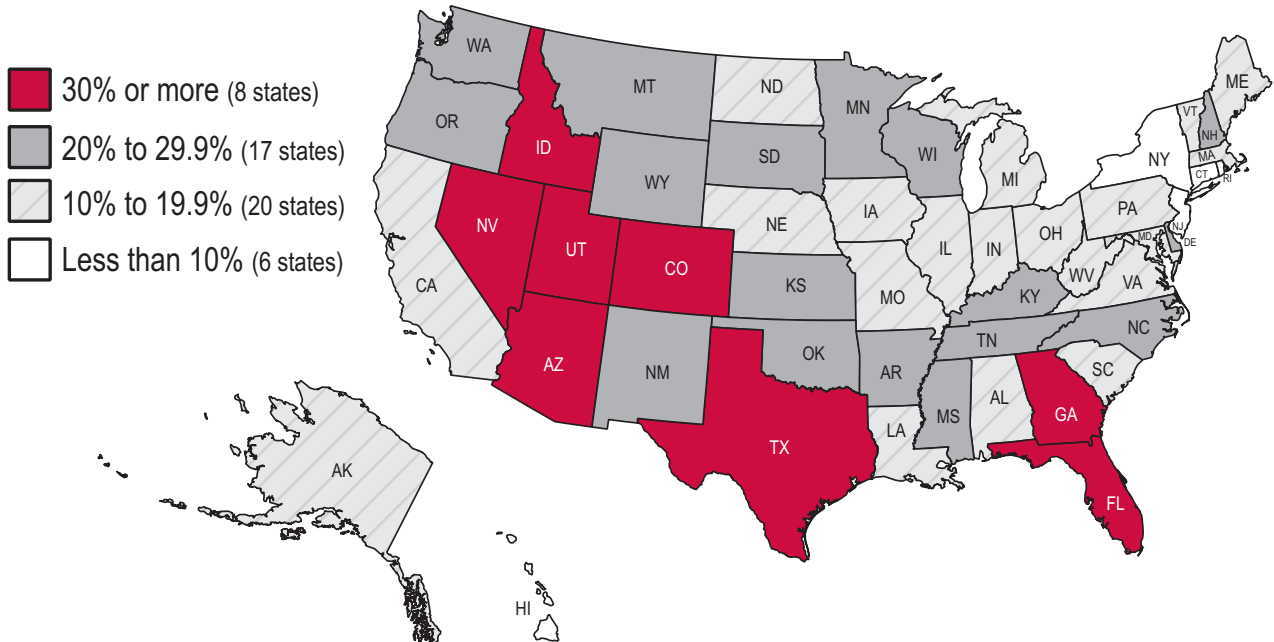 30% or more (8 states)
20% to 29.9% (17 states)
10% to 19.9% (20 states)
Less than 10% (6 states)
WA
MT
ND
MN
ME
VT
NH
OR
ID
SD
WI
NY
MA
CT
RI
WY
MI
NV
NE
IA
PA
NJ
UT
CO
IL
IN
OH
MD
DE
CA
KS
MO
WV
VA
KY
AZ
NM
OK
AR
TN
NC
SC
MS
AL
GA
TX
LA
AK
FL
HI